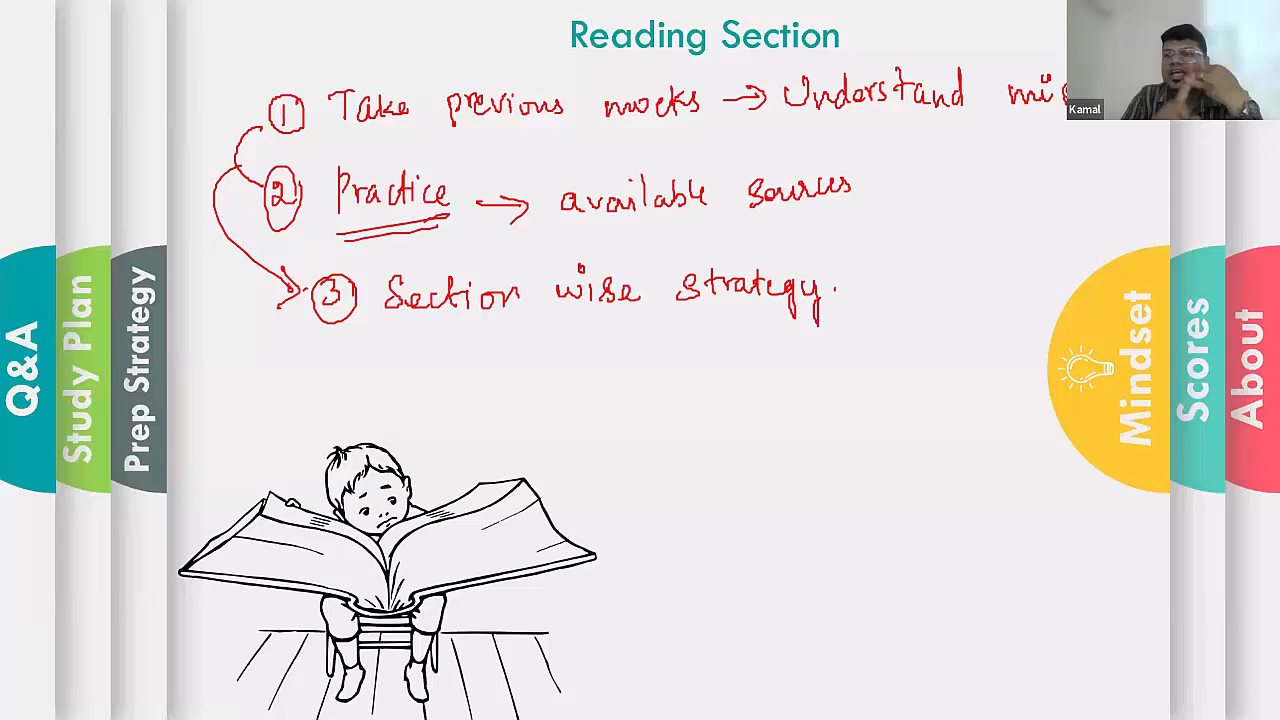 Reading Section
① Take previous mocks → Understand
② Practice → available sources
③ Section wise strategy.
Kamal
Q&A
Study Plan
Prep Strategy
Mindset
Scores
About